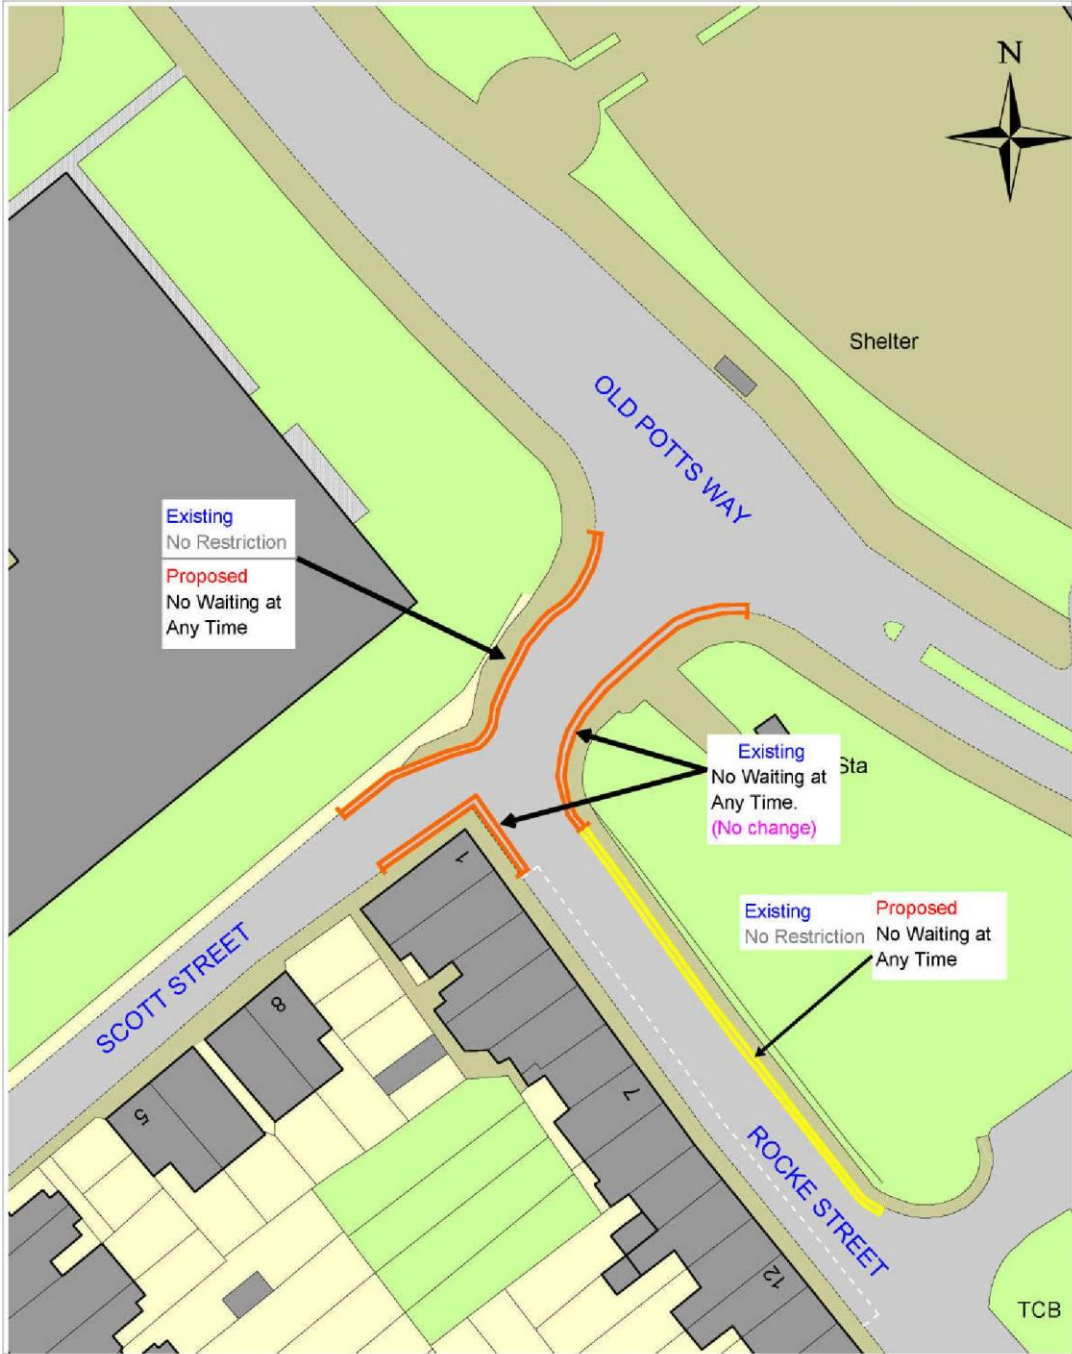 N
Shelter
OLD POTTS WAY
Existing
No Restriction
Proposed
No Waiting at
Any Time
Existing
No Waiting at
Any Time.
(No change)
Sta
1
Existing
No Restriction
Proposed
No Waiting at
Any Time
SCOTT STREET
8
5
7
ROCKE STREET
12
TCB